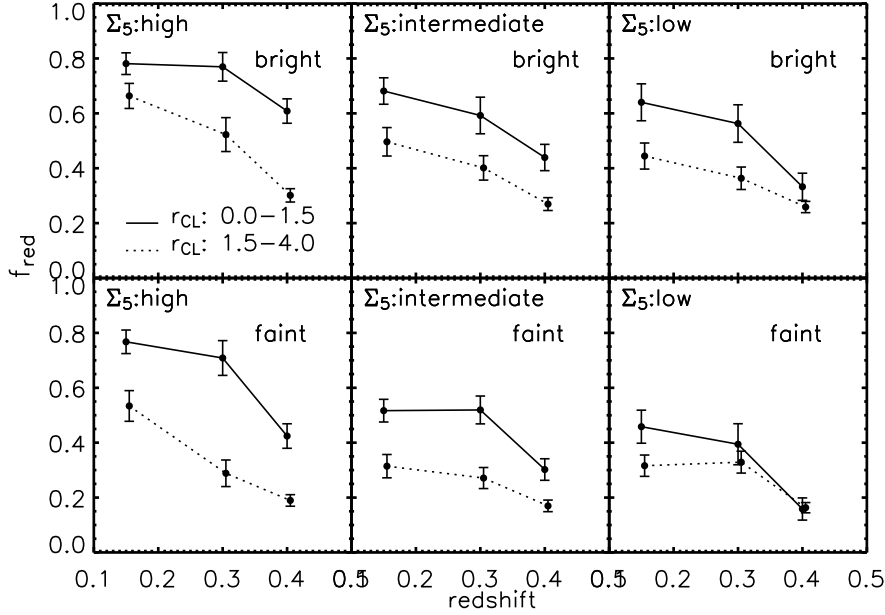 Σ5:high
bright
Σ5:intermediate
bright
Σ5:low
bright
1.0
0.8
0.6
0.4
0.2
0.0
rCL: 0.0−1.5
rCL: 1.5−4.0
fred
Σ5:high
faint
Σ5:intermediate
faint
Σ5:low
faint
1.0
0.8
0.6
0.4
0.2
0.0
0.1 0.2 0.3 0.4 0.5
0.1 0.2 0.3 0.4 0.5
0.1 0.2 0.3 0.4 0.5
redshift